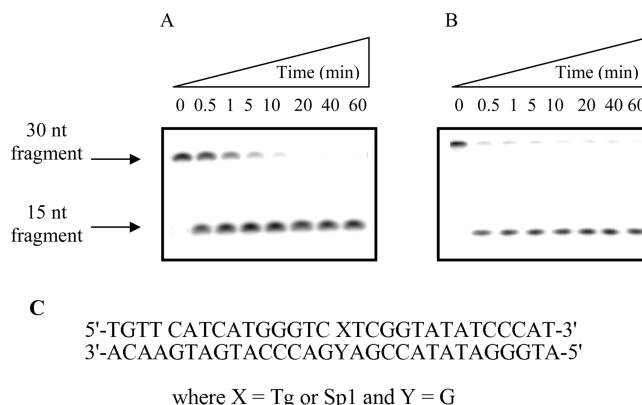 A
B
Time (min)
Time (min)
0 0.5 1 5 10 20 40 60
0 0.5 1 5 10 20 40 60
30 nt
fragment
15 nt
fragment
C
5'-TGTT CATCATGGGTC XTCGGTATATCCCAT-3'
3'-ACAAGTAGTACCCAGYAGCCATATAGGGTA-5'
where X = Tg or Sp1 and Y = G